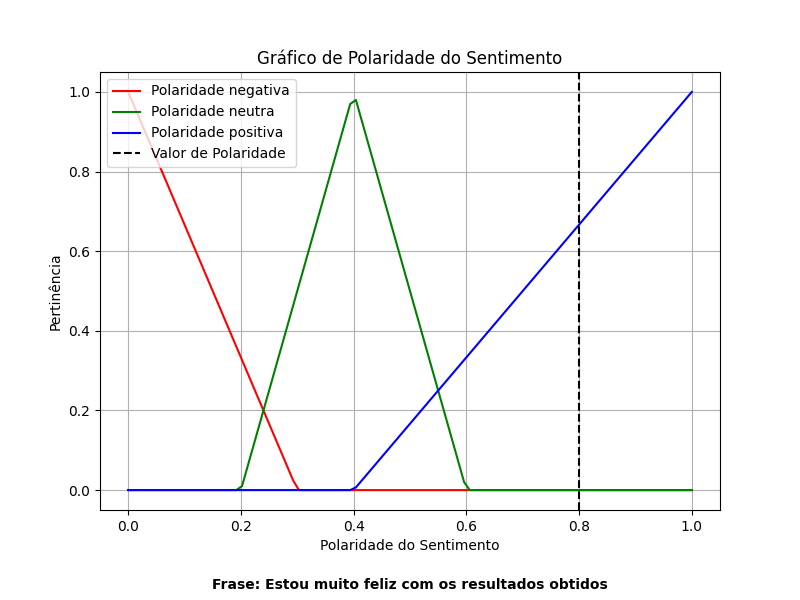 Gráfico de Polaridade do Sentimento
Polaridade negativa
Polaridade neutra
Polaridade positiva
Valor de Polaridade
Pertinência
1.0
0.8
0.6
0.4
0.2
0.0
0.0 0.2 0.4 0.6 0.8 1.0
Polaridade do Sentimento
Frase: Estou muito feliz com os resultados obtidos